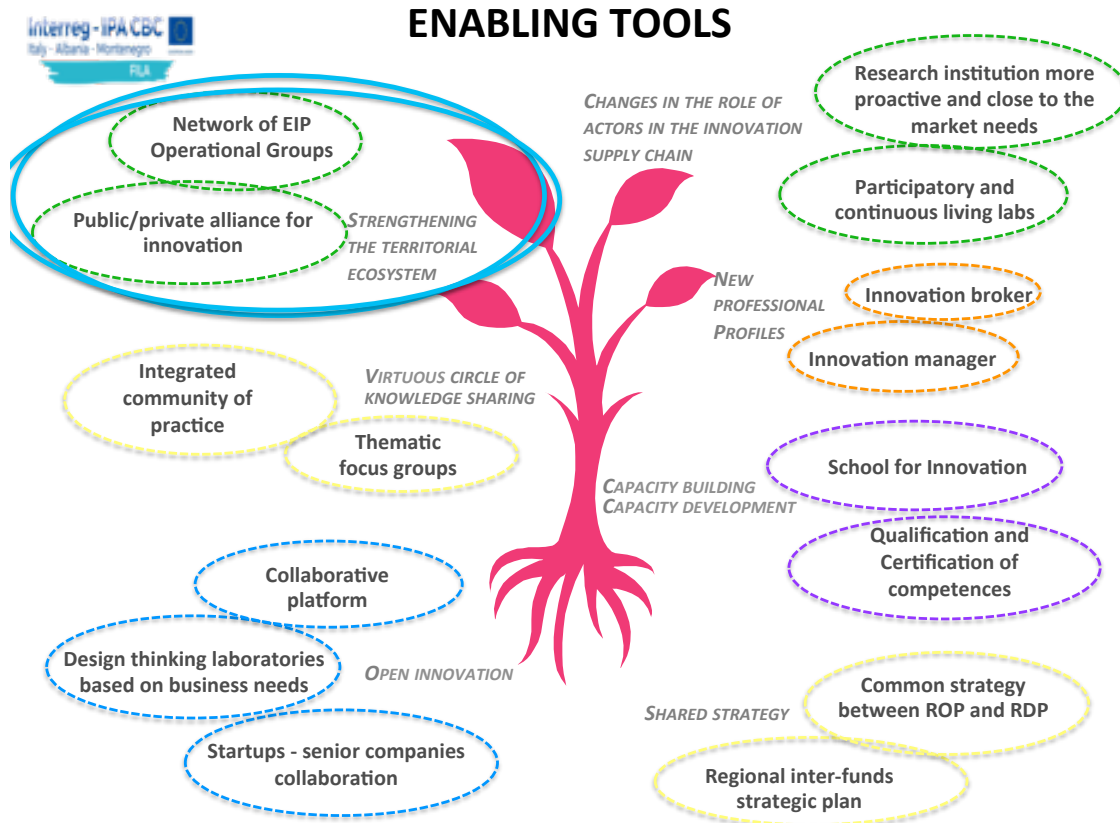 ENABLING TOOLS
Interreg - IPA CBC
Italy - Albania - Montenegro
FILA
Network of EIP
Operational Groups
Public/private alliance for
innovation
STRENGTHENING
THE TERRITORIAL
ECOSYSTEM
CHANGES IN THE ROLE OF
ACTORS IN THE INNOVATION
SUPPLY CHAIN
Research institution more
proactive and close to the
market needs
Participatory and
continuous living labs
NEW
PROFESSIONAL
PROFILES
Innovation broker
Innovation manager
Integrated
community of
practice
VIRTUOUS CIRCLE OF
KNOWLEDGE SHARING
Thematic
focus groups
CAPACITY BUILDING
CAPACITY DEVELOPMENT
School for Innovation
Qualification and
Certification of
competences
Collaborative
platform
Design thinking laboratories
based on business needs
OPEN INNOVATION
Startups - senior companies
collaboration
SHARED STRATEGY
Common strategy
between ROP and RDP
Regional inter-funds
strategic plan